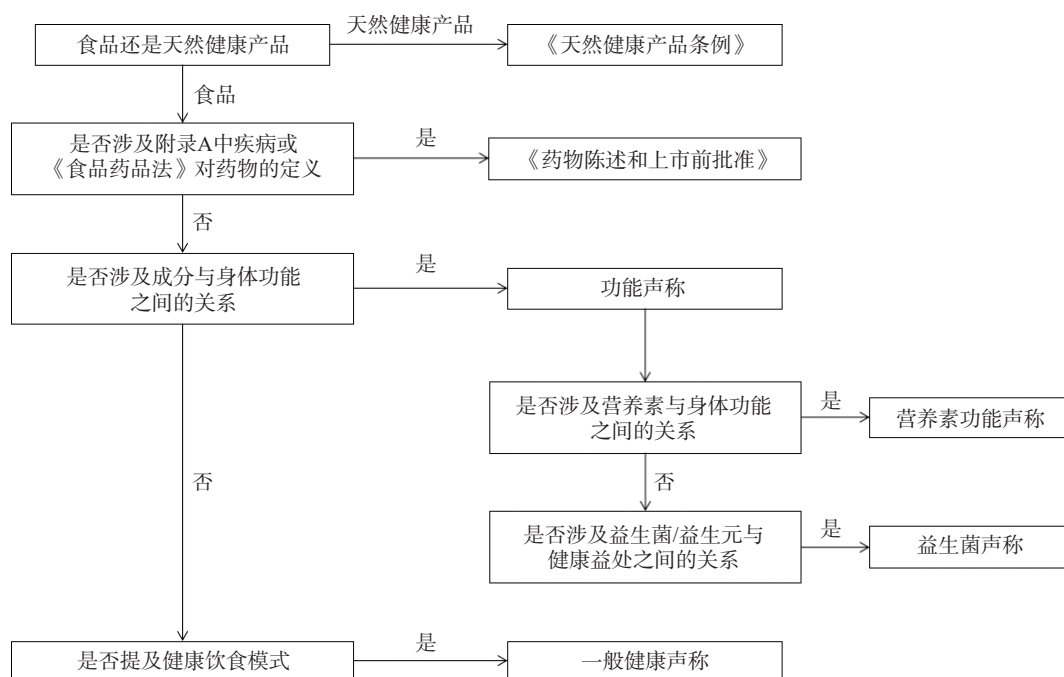 天然健康产品
食品还是天然健康产品
《天然健康产品条例》
食品
是否涉及附录A中疾病或
《食品药品法》对药物的定义
是
《药物陈述和上市前批准》
否
是否涉及成分与身体功能
之间的关系
是
功能声称
是否涉及营养素与身体功能
之间的关系
是
营养素功能声称
否
否
是否涉及益生菌/益生元与
健康益处之间的关系
是
益生菌声称
是否提及健康饮食模式
是
一般健康声称